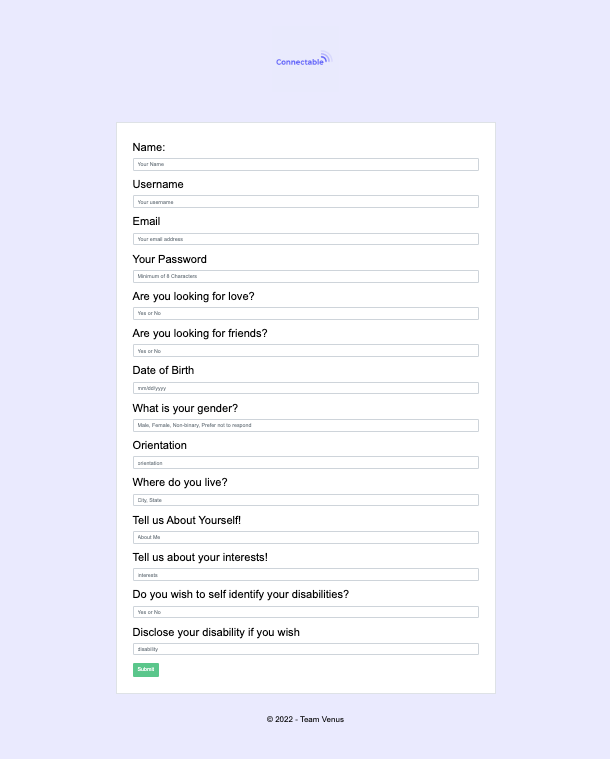 Connectable
Name:
Your Name
Username
Your username
Email
Your email address
Your Password
Minimum of 8 Characters
Are you looking for love?
Yes or No
Are you looking for friends?
Yes or No
Date of Birth
mm/dd/yyyy
What is your gender?
Male, Female, Non-binary, Prefer not to respond
Orientation
orientation
Where do you live?
City, State
Tell us About Yourself!
About Me
Tell us about your interests!
interests
Do you wish to self identify your disabilities?
Yes or No
Disclose your disability if you wish
disability
Submit
© 2022 - Team Venus